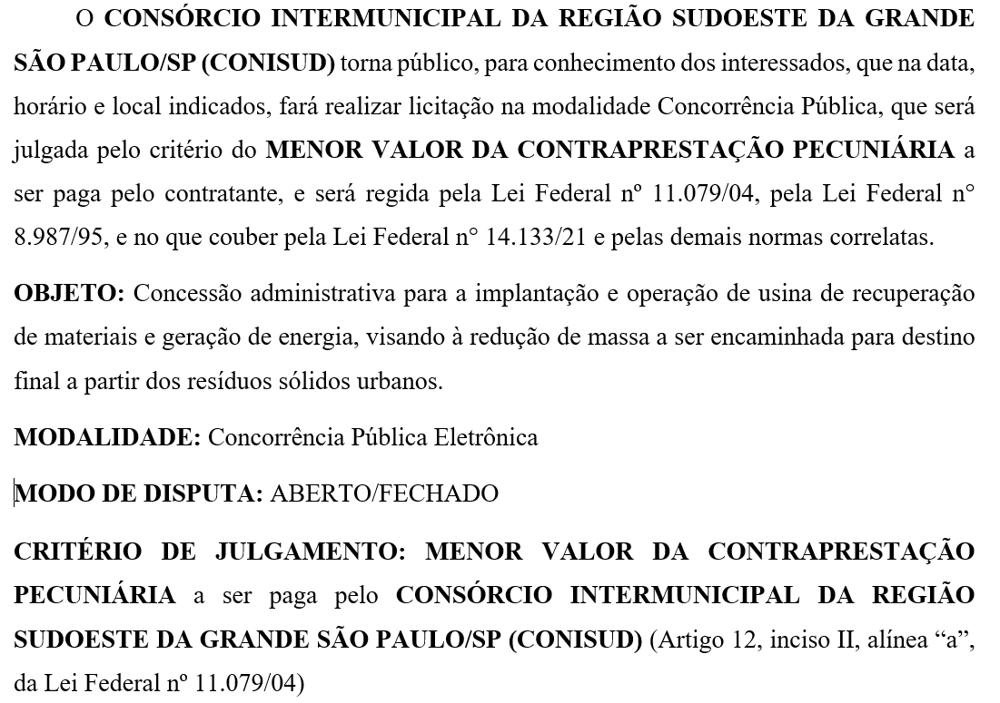 O CONSÓRCIO INTERMUNICIPAL DA REGIÃO SUDOESTE DA GRANDE
SÃO PAULO/SP (CONISUD) torna público, para conhecimento dos interessados, que na data,
horário e local indicados, fará realizar licitação na modalidade Concorrência Pública, que será
julgada pelo critério do MENOR VALOR DA CONTRAPRESTAÇÃO PECUNIÁRIA a
ser paga pelo contratante, e será regida pela Lei Federal nº 11.079/04, pela Lei Federal n°
8.987/95, e no que couber pela Lei Federal n° 14.133/21 e pelas demais normas correlatas.
OBJETO: Concessão administrativa para a implantação e operação de usina de recuperação
de materiais e geração de energia, visando à redução de massa a ser encaminhada para destino
final a partir dos resíduos sólidos urbanos.
MODALIDADE: Concorrência Pública Eletrônica
MODO DE DISPUTA: ABERTO/FECHADO
CRITÉRIO DE JULGAMENTO: MENOR VALOR DA CONTRAPRESTAÇÃO
PECUNIÁRIA a ser paga pelo CONSÓRCIO INTERMUNICIPAL DA REGIÃO
SUDOESTE DA GRANDE SÃO PAULO/SP (CONISUD) (Artigo 12, inciso II, alínea “a”,
da Lei Federal nº 11.079/04)